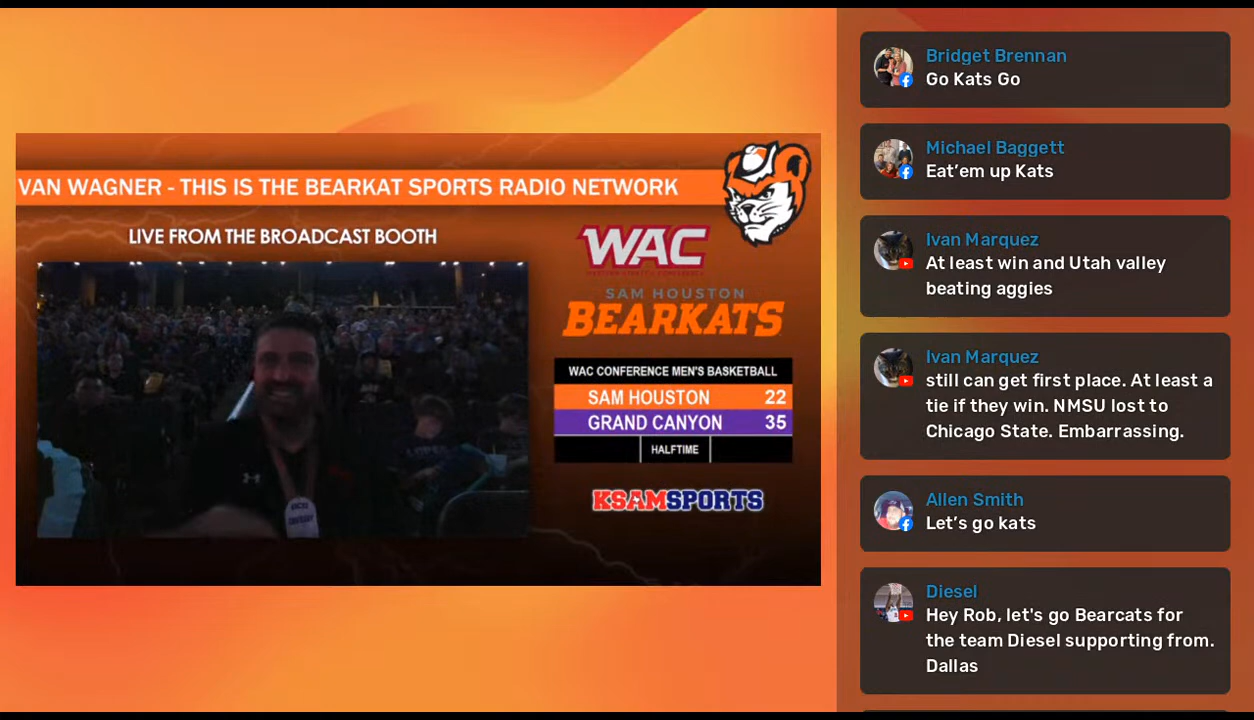 VAN WAGNER - THIS IS THE BEARKAT SPORTS RADIO NETWORK
LIVE FROM THE BROADCAST BOOTH
WAC
WESTERN ATHLETIC CONFERENCE
SAM HOUSTON
BEARKATS
WAC CONFERENCE MEN'S BASKETBALL
SAM HOUSTON 22
GRAND CANYON 35
HALFTIME
KSAMSPORTS
Bridget Brennan
Go Kats Go
Michael Baggett
Eat’em up Kats
Ivan Marquez
At least win and Utah valley
beating aggies
Ivan Marquez
still can get first place. At least a
tie if they win. NMSU lost to
Chicago State. Embarrassing.
Allen Smith
Let’s go kats
Diesel
Hey Rob, let's go Bearcats for
the team Diesel supporting from.
Dallas